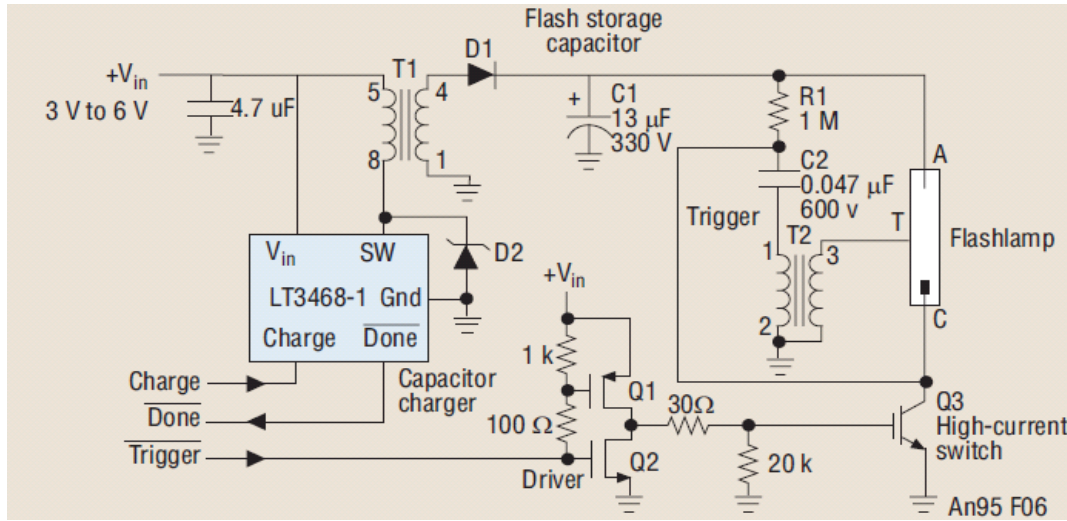 Flash storage
capacitor
+Vin
3 V to 6 V
4.7 uF
T1
5
4
8
1
D1
+
C1
13 μF
330 V
R1
1 M
C2
0.047 μF
600 v
Trigger
T2
1
3
2
A
T
Flashlamp
C
Vin
SW
LT3468-1
Gnd
Charge
Done
D2
Capacitor
charger
Charge
Done
Trigger
+Vin
1 k
100 Ω
Q1
Q2
Driver
30Ω
20 k
Q3
High-current
switch
An95 F06